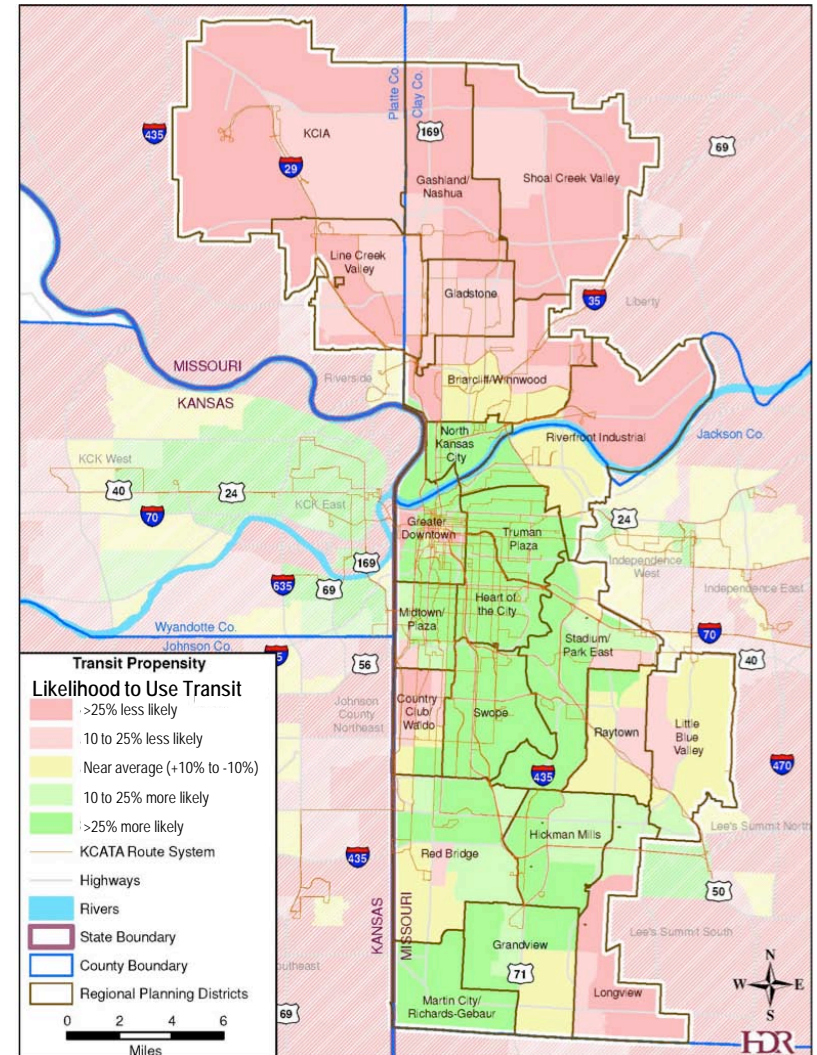 435
KCIA
29
Platte Co.
Clay Co.
169
69
Gashland/
Nashua
Shoal Creek Valley
Line Creek
Valley
Gladstone
35
Liberty
MISSOURI
KANSAS
Riverside
Briarcliff/Winnwood
North
Kansas
City
Riverfront Industrial
Jackson Co.
KCK West
40
24
70
KCK East
Greater
Downtown
Truman
Plaza
24
169
Independence
West
635
69
Independence East
Heart of
the City
Midtown/
Plaza
Wyandotte Co.
Johnson Co.
Stadium/
Park East
70
40
56
Johnson
County
Northeast
Country
Club/
Waldo
Swope
Raytown
Little
Blue
Valley
435
470
Hickman Mills
Lee's Summit North
435
Red Bridge
50
KANSAS
MISSOURI
Lee's Summit South
Grandview
71
Longview
Martin City/
Richards-Gebaur
69
Transit Propensity
Likelihood to Use Transit
>25% less likely
10 to 25% less likely
Near average (+10% to -10%)
10 to 25% more likely
>25% more likely
KCATA Route System
Highways
Rivers
State Boundary
County Boundary
Regional Planning Districts
0 2 4 6
Miles
N
W E
S
HDR